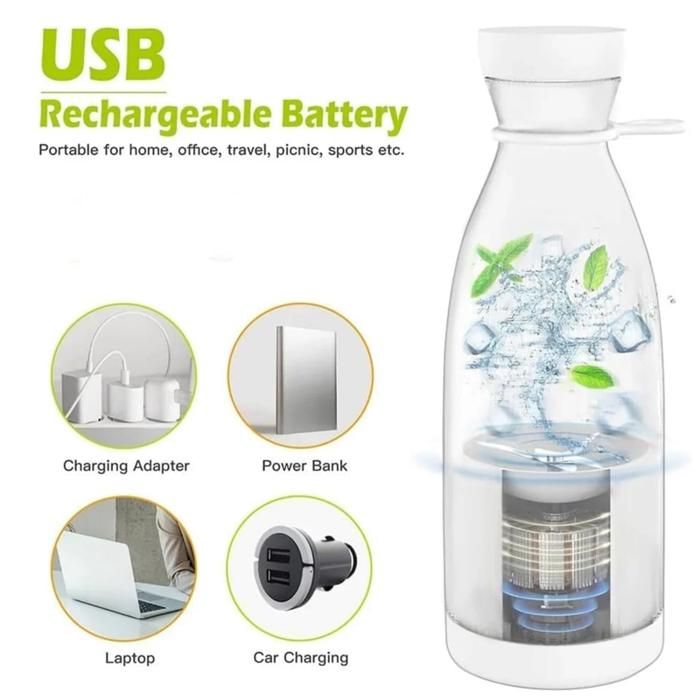 USB
Rechargeable Battery
Portable for home, office, travel, picnic, sports etc.
Charging Adapter
Power Bank
Laptop
Car Charging